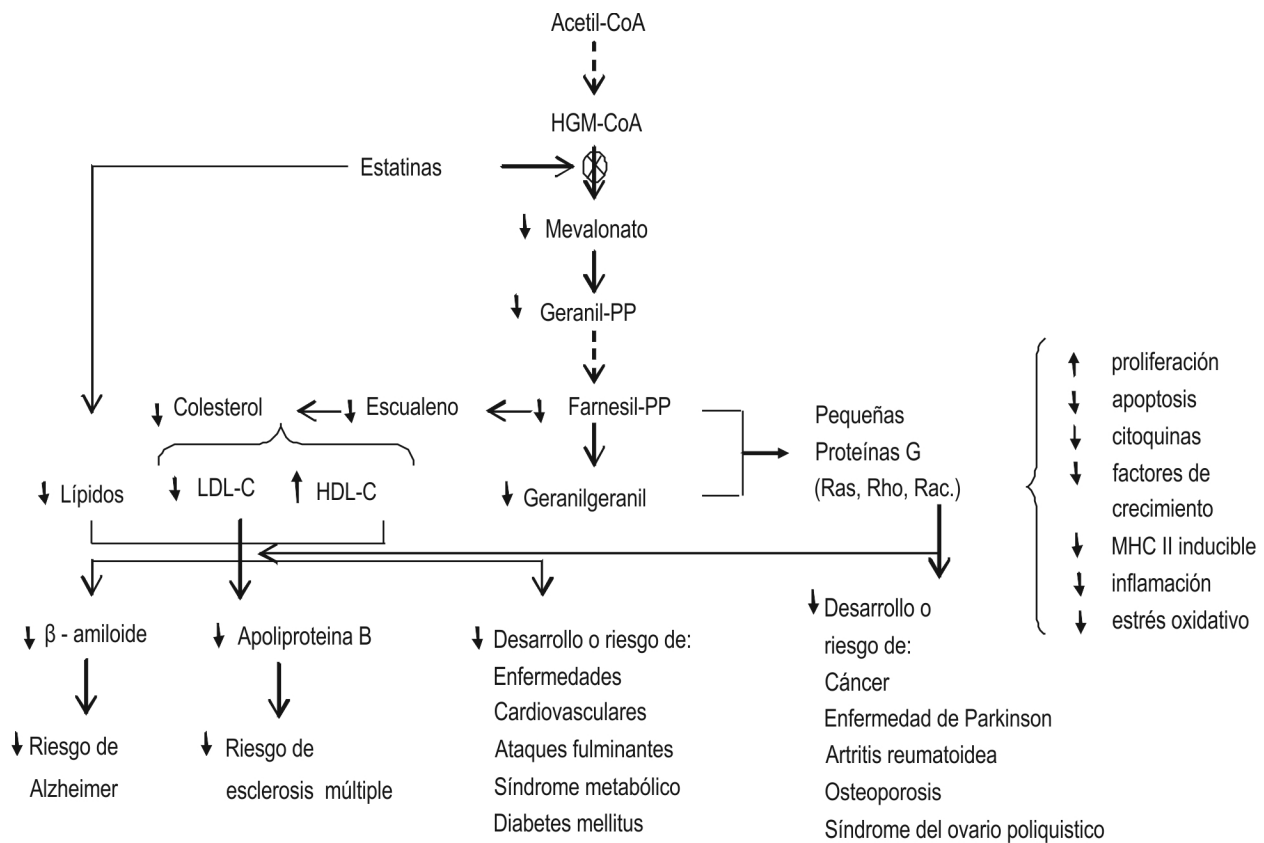 Acetil-CoA
HGM-CoA
Estatinas
Mevalonato
Geranil-PP
Colesterol
Escualeno
Farnesil-PP
Lípidos
LDL-C
HDL-C
Geranilgeranil
Pequeñas
Proteínas G
(Ras, Rho, Rac.)
proliferación
apoptosis
citoquinas
factores de
crecimiento
MHC II inducible
inflamación
estrés oxidativo
β - amiloide
Riesgo de
Alzheimer
Apoliproteina B
Riesgo de
esclerosis múltiple
Desarrollo o riesgo de:
Enfermedades
Cardiovasculares
Ataques fulminantes
Síndrome metabólico
Diabetes mellitus
Desarrollo o
riesgo de:
Cáncer
Enfermedad de Parkinson
Artritis reumatoidea
Osteoporosis
Síndrome del ovario poliquistico